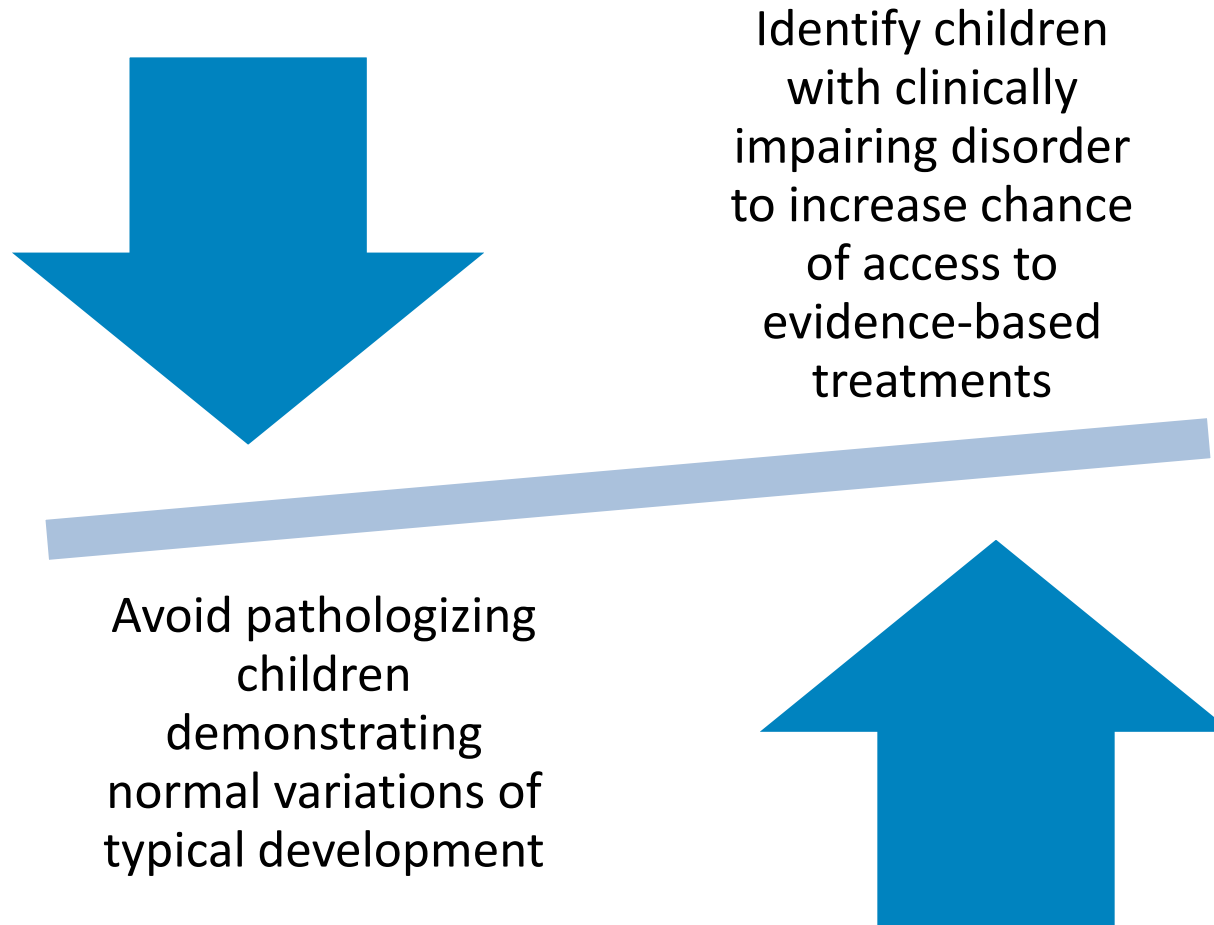 Identify children
with clinically
impairing disorder
to increase chance
of access to
evidence-based
treatments
Avoid pathologizing
children
demonstrating
normal variations of
typical development